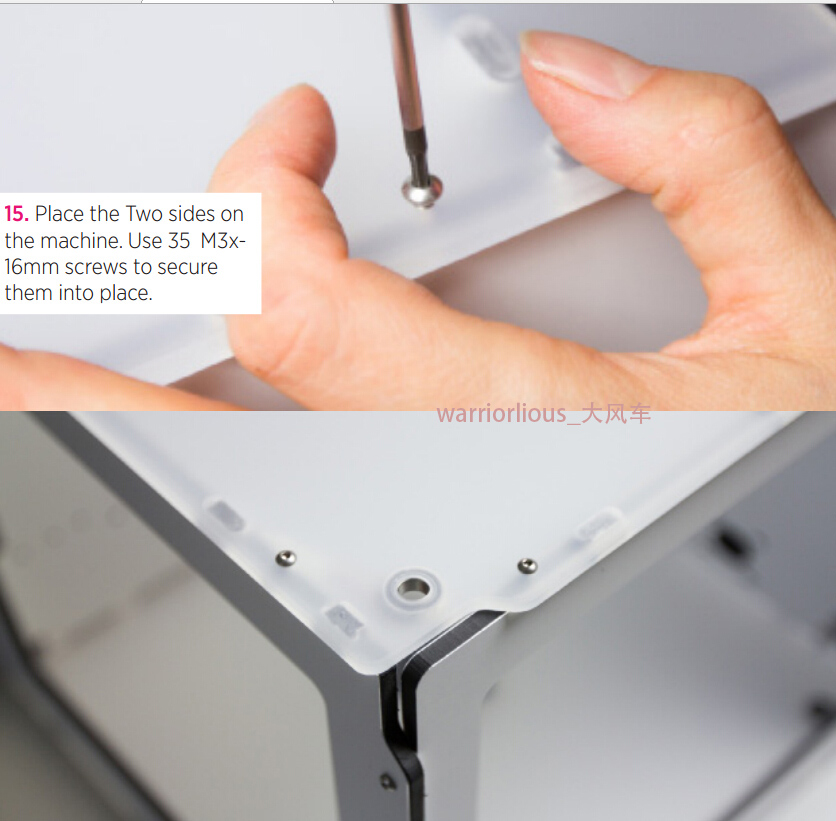 15. Place the Two sides on
the machine. Use 35 M3x-
16mm screws to secure
them into place.
warriorlious_大风车